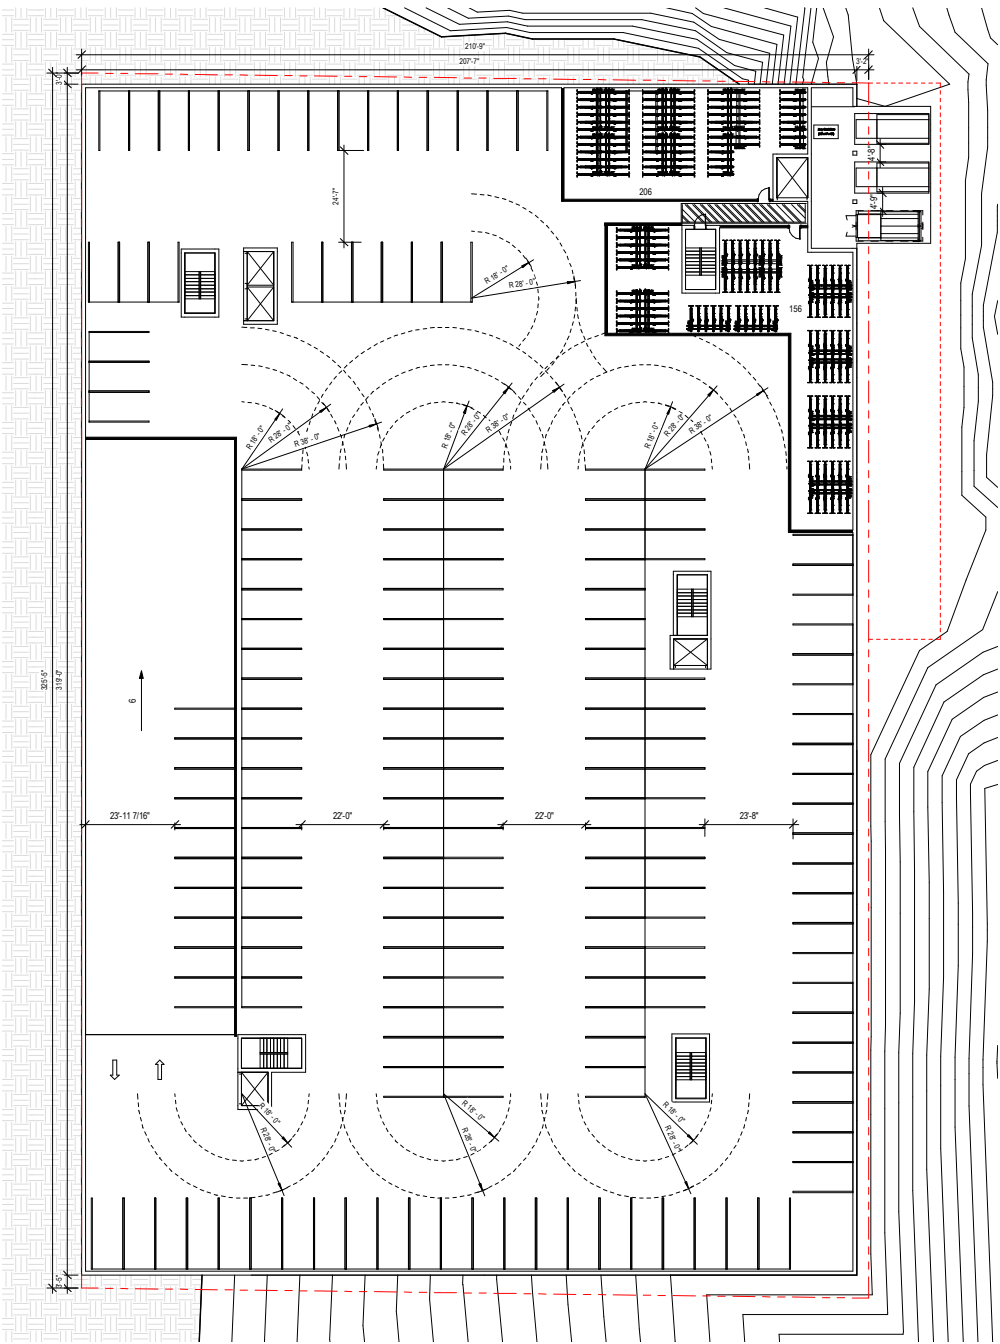 210'-9"
207'-7"
3'-2"
3'-0"
4'-8"
24'-7"
206
4'-9"
R 18' - 0"
R 28' - 0"
156
R 18' - 0"
R 28' - 0"
R 38' - 0"
R 18' - 0"
R 28' - 0"
R 38' - 0"
R 18' - 0"
R 28' - 0"
R 38' - 0"
325'-5"
319'-0"
6
23'-11 7/16"
22'-0"
22'-0"
23'-8"
R 18' - 0"
R 28' - 0"
R 18' - 0"
R 28' - 0"
R 18' - 0"
R 28' - 0"
3'-5"